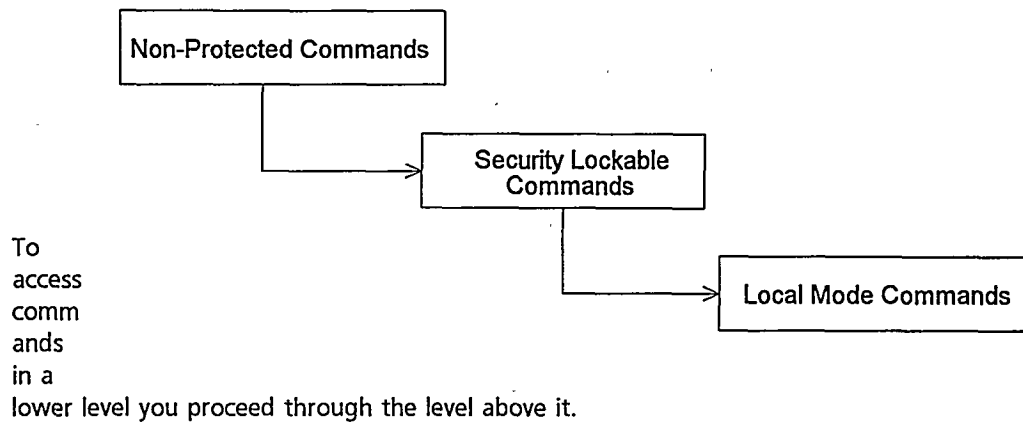 Non-Protected Commands
Security Lockable
Commands
Local Mode Commands
To
access
comm
ands
in a
lower level you proceed through the level above it.